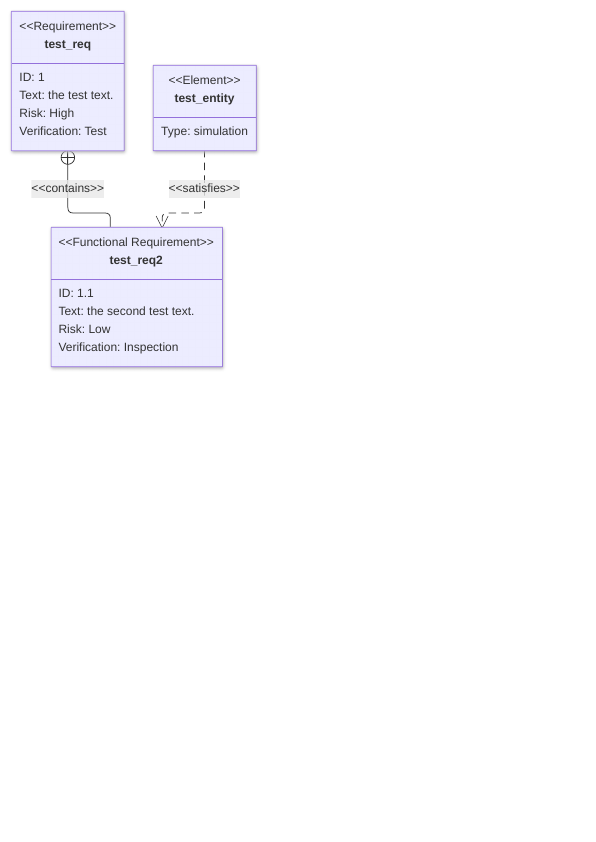 <<Requirement>>
test_req
ID: 1
Text: the test text.
Risk: High
Verification: Test
<<Element>>
test_entity
Type: simulation
<<contains>>
<<satisfies>>
<<Functional Requirement>>
test_req2
ID: 1.1
Text: the second test text.
Risk: Low
Verification: Inspection